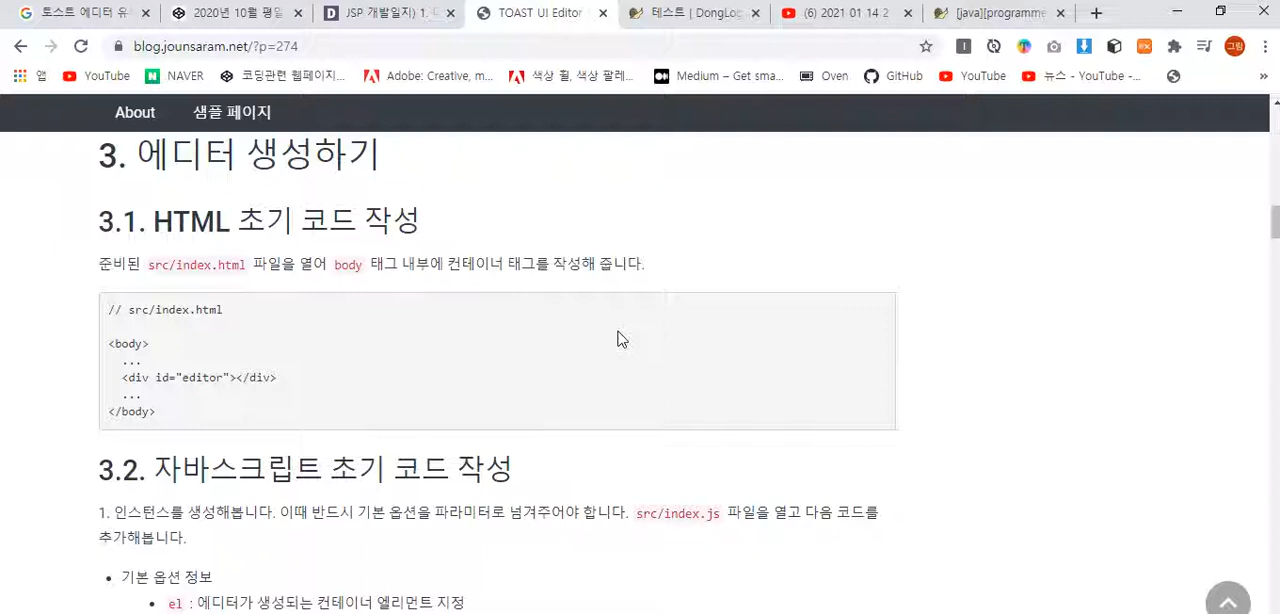 토스트 에디터 유
2020년 10월 평일
JSP 개발일지) 1.
TOAST UI Editor
테스트 | DongLog
(6) 2021 01 14 2
[java][programme
blog.jounsaram.net/?p=274
앱
YouTube
NAVER
코딩관련 웹페이지...
Adobe: Creative, m...
색상 휠, 색상 팔레...
Medium – Get sma...
Oven
GitHub
YouTube
뉴스 - YouTube -...
About
샘플 페이지
3. 에디터 생성하기
3.1. HTML 초기 코드 작성
준비된 src/index.html 파일을 열어 body 태그 내부에 컨테이너 태그를 작성해 줍니다.
// src/index.html
<body>
...
<div id="editor"></div>
...
</body>
3.2. 자바스크립트 초기 코드 작성
1. 인스턴스를 생성해봅니다. 이때 반드시 기본 옵션을 파라미터로 넘겨주어야 합니다. src/index.js 파일을 열고 다음 코드를
추가해봅니다.
• 기본 옵션 정보
• el : 에디터가 생성되는 컨테이너 엘리먼트 지정